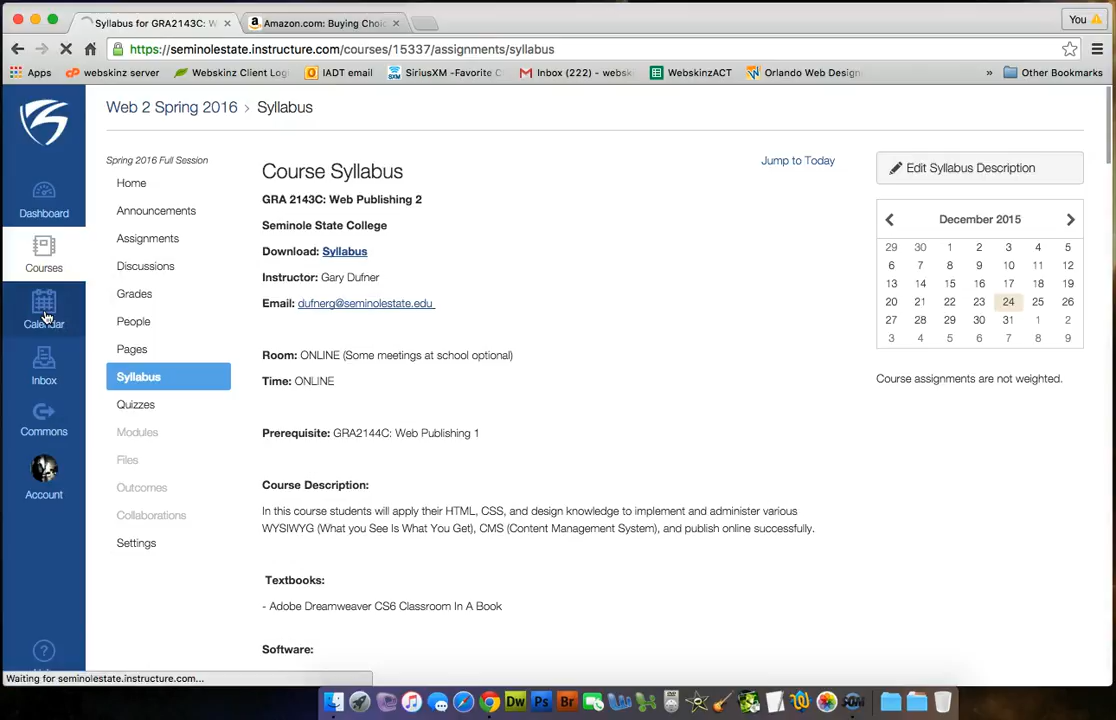 Syllabus for GRA2143C: W
Amazon.com: Buying Choic
You
https://seminolestate.instructure.com/courses/15337/assignments/syllabus
Apps
webskinz server
Webskinz Client Log
IADT email
SiriusXM -Favorite C
Inbox (222) - websk
WebskinzACT
Orlando Web Design
»
Other Bookmarks
Web 2 Spring 2016 > Syllabus
Dashboard
Courses
Calendar
Inbox
Commons
Account
Spring 2016 Full Session
Home
Announcements
Assignments
Discussions
Grades
People
Pages
Syllabus
Quizzes
Modules
Files
Outcomes
Collaborations
Settings
Course Syllabus
Jump to Today
GRA 2143C: Web Publishing 2
Seminole State College
Download: Syllabus
Instructor: Gary Dufner
Email: dufnerg@seminolestate.edu
Room: ONLINE (Some meetings at school optional)
Time: ONLINE
Prerequisite: GRA2144C: Web Publishing 1
Course Description:
In this course students will apply their HTML, CSS, and design knowledge to implement and administer various
WYSIWYG (What you See Is What You Get), CMS (Content Management System), and publish online successfully.
Textbooks:
- Adobe Dreamweaver CS6 Classroom In A Book
Software:
Edit Syllabus Description
December 2015
29 30 1 2 3 4 5
6 7 8 9 10 11 12
13 14 15 16 17 18 19
20 21 22 23 24 25 26
27 28 29 30 31 1 2
3 4 5 6 7 8 9
Course assignments are not weighted.
Waiting for seminolestate.instructure.com...
Dw
Ps
Br